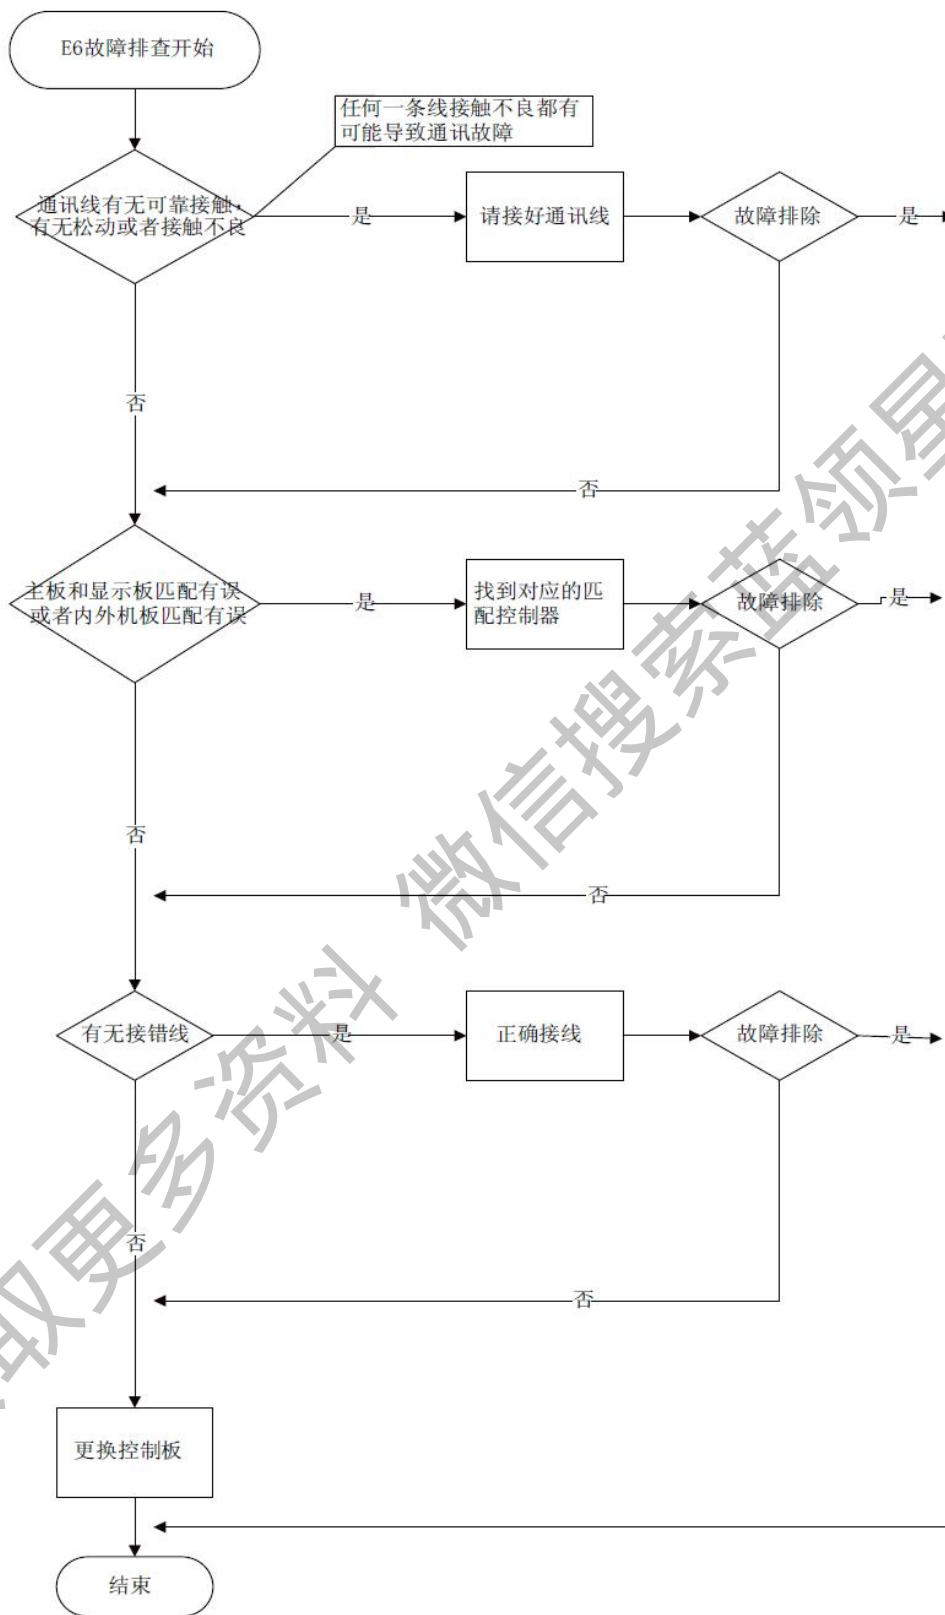 E6故障排查开始
任何一条线接触不良都有
可能导致通讯故障
通讯线有无可靠接触，
有无松动或者接触不良
是
请接好通讯线
故障排除
是
否
否
主板和显示板匹配有误
或者内外机板匹配有误
是
找到对应的匹
配控制器
故障排除
是
否
否
有无接错线
是
正确接线
故障排除
是
否
否
更换控制板
结束
取更多资料 微信搜索蓝领星